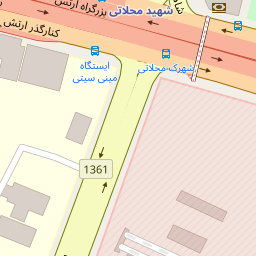 شهید محلاتی
بزرگراه ارتش
کنارگذر ارتش
ایستگاه
مینی سیتی
شهرک محلاتی
1361